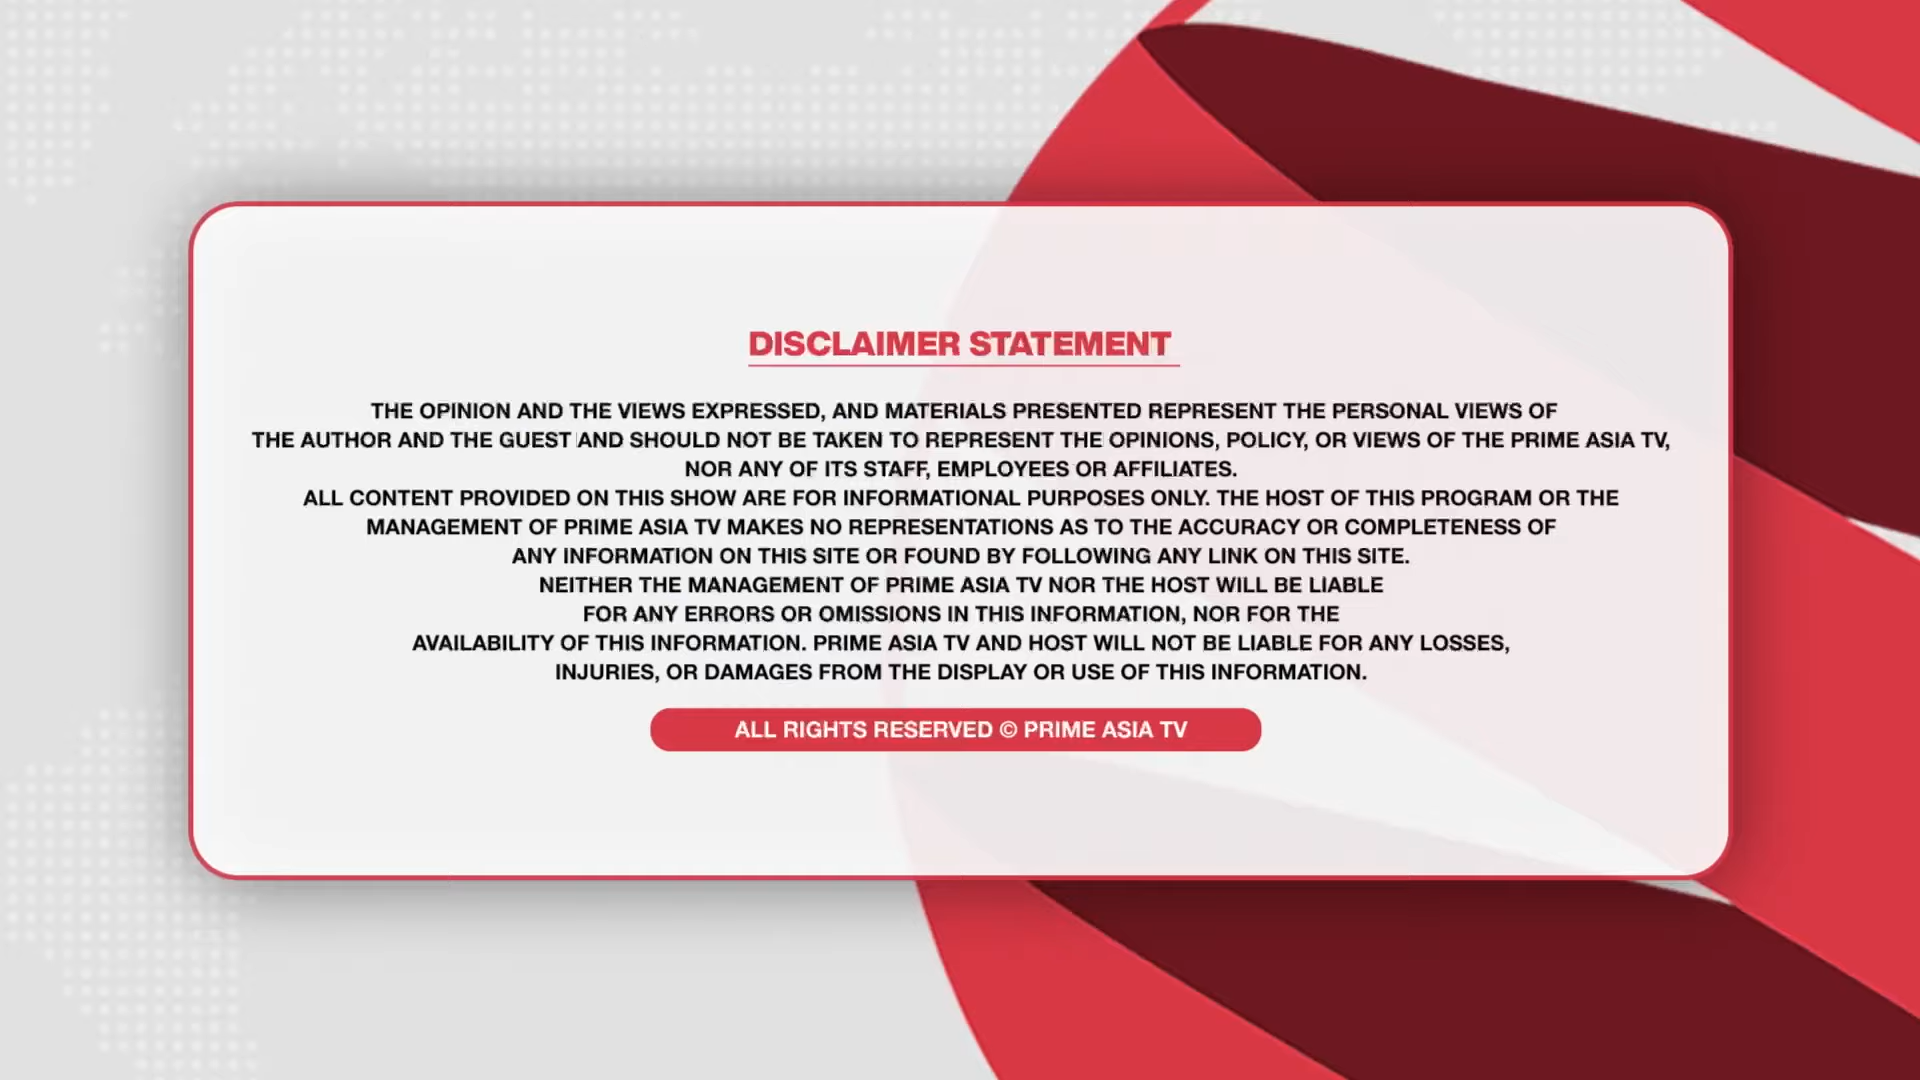 DISCLAIMER STATEMENT
THE OPINION AND THE VIEWS EXPRESSED, AND MATERIALS PRESENTED REPRESENT THE PERSONAL VIEWS OF
THE AUTHOR AND THE GUEST AND SHOULD NOT BE TAKEN TO REPRESENT THE OPINIONS, POLICY, OR VIEWS OF THE PRIME ASIA TV,
NOR ANY OF ITS STAFF, EMPLOYEES OR AFFILIATES.
ALL CONTENT PROVIDED ON THIS SHOW ARE FOR INFORMATIONAL PURPOSES ONLY. THE HOST OF THIS PROGRAM OR THE
MANAGEMENT OF PRIME ASIA TV MAKES NO REPRESENTATIONS AS TO THE ACCURACY OR COMPLETENESS OF
ANY INFORMATION ON THIS SITE OR FOUND BY FOLLOWING ANY LINK ON THIS SITE.
NEITHER THE MANAGEMENT OF PRIME ASIA TV NOR THE HOST WILL BE LIABLE
FOR ANY ERRORS OR OMISSIONS IN THIS INFORMATION, NOR FOR THE
AVAILABILITY OF THIS INFORMATION. PRIME ASIA TV AND HOST WILL NOT BE LIABLE FOR ANY LOSSES,
INJURIES, OR DAMAGES FROM THE DISPLAY OR USE OF THIS INFORMATION.
ALL RIGHTS RESERVED © PRIME ASIA TV